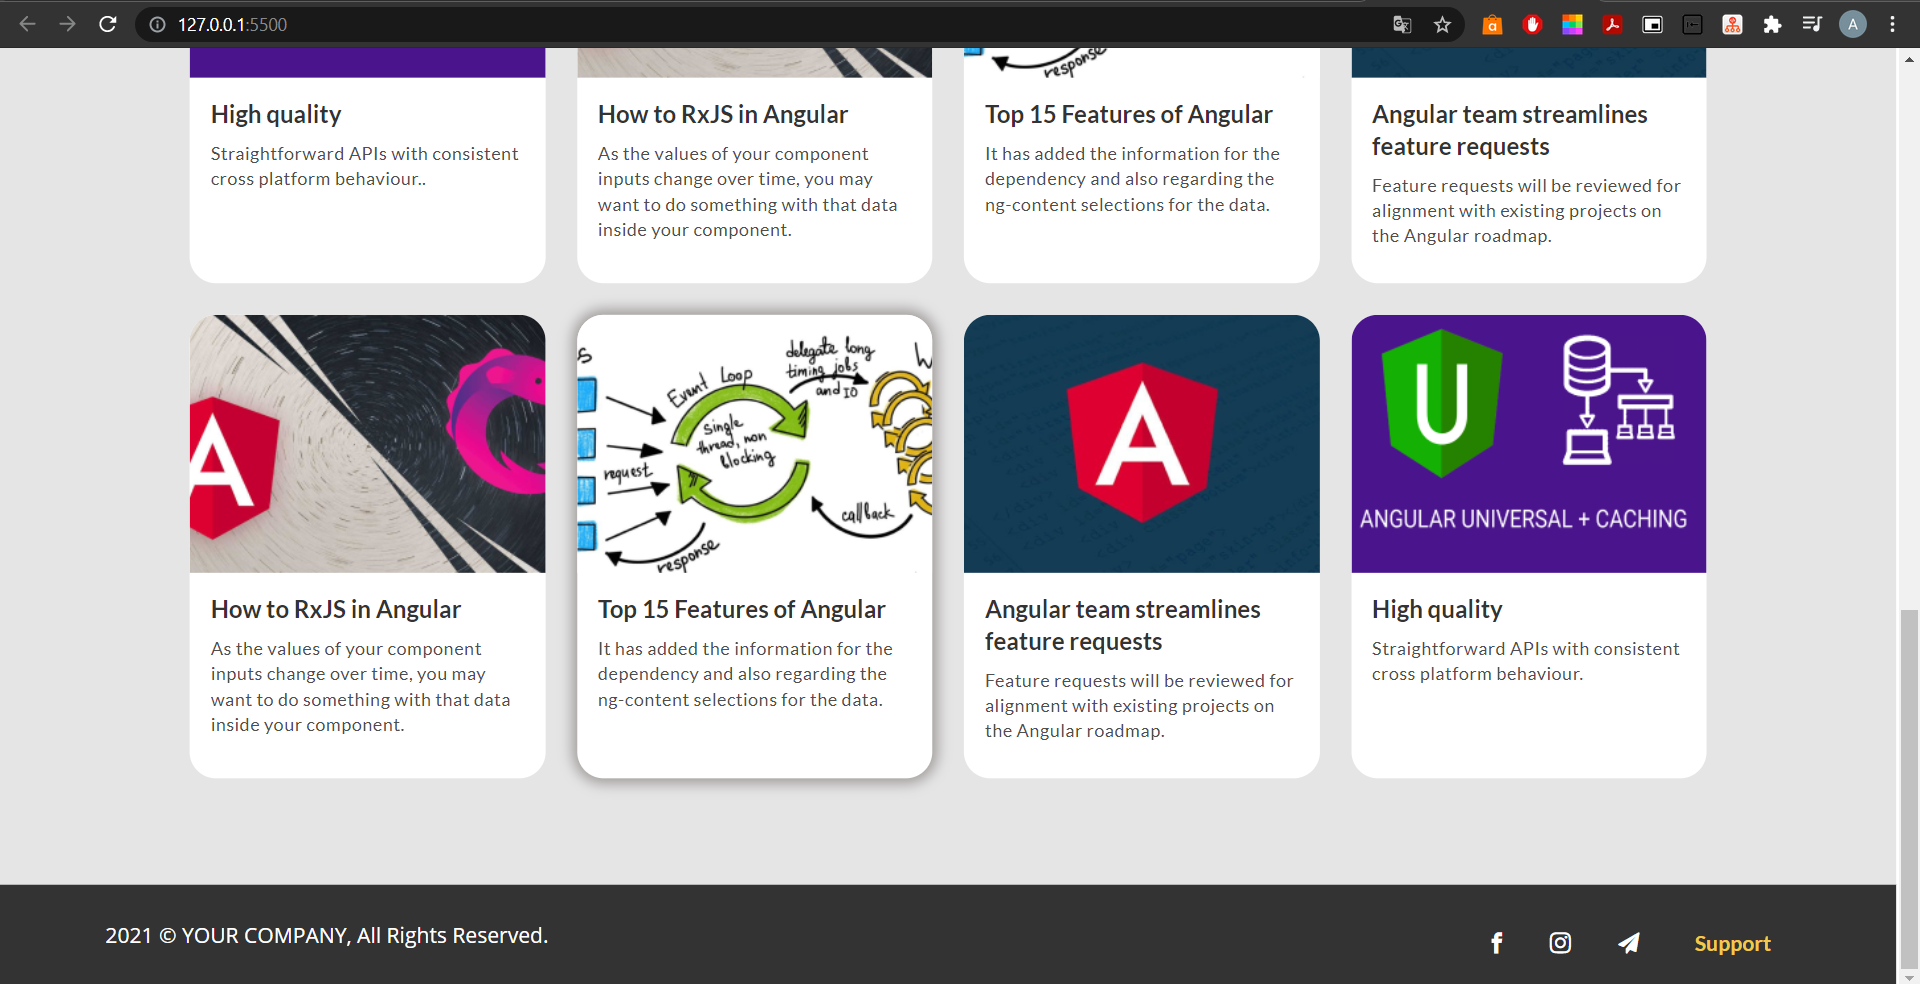 127.0.0.1:5500
A
response
High quality
Straightforward APIs with consistent
cross platform behaviour..
How to RxJS in Angular
As the values of your component
inputs change over time, you may
want to do something with that data
inside your component.
Top 15 Features of Angular
It has added the information for the
dependency and also regarding the
ng-content selections for the data.
Angular team streamlines
feature requests
Feature requests will be reviewed for
alignment with existing projects on
the Angular roadmap.
A
How to RxJS in Angular
As the values of your component
inputs change over time, you may
want to do something with that data
inside your component.
Event Loop
delegate long
timing jobs
and IO
single
thread, non
blocking
request
callback
response
Top 15 Features of Angular
It has added the information for the
dependency and also regarding the
ng-content selections for the data.
A
Angular team streamlines
feature requests
Feature requests will be reviewed for
alignment with existing projects on
the Angular roadmap.
U
ANGULAR UNIVERSAL + CACHING
High quality
Straightforward APIs with consistent
cross platform behaviour.
2021 © YOUR COMPANY, All Rights Reserved.
Support